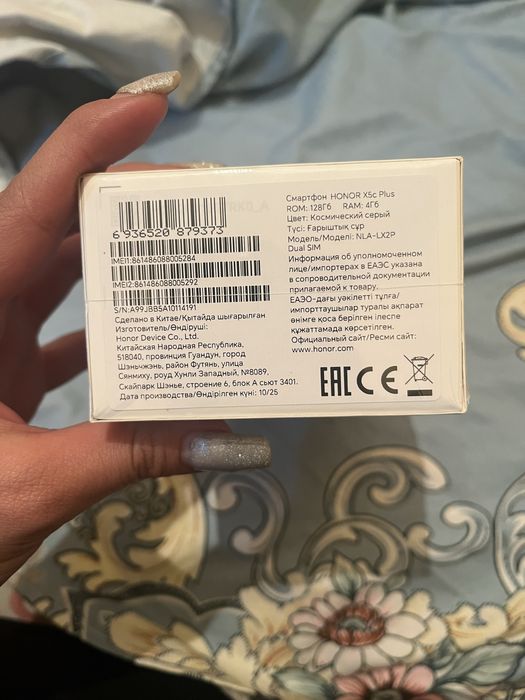 6 936520 879373
IMEI1:861486088005284
IMEI2:861486088005292
S/N:A99JBB5A10114191
Сделано в Китае/Қытайда шығарылған
Изготовитель/Өндіруші:
Honor Device Co., Ltd.
Китайская Народная Республика,
518040, провинция Гуандун, город
Шэньчжэнь, район Футянь, улица
Сянмиху, роуд Хунли Западный, №8089,
Скайпарк Шэнье, строение 6, блок А сьют 3401.
Дата производства/Өндірілген күні: 10/25
Смартфон HONOR X5c Plus
ROM: 128Гб RAM: 4Гб
Цвет: Космический серый
Түсі: Ғарыштық сұр
Модель/Моделі: NLA-LX2P
Dual SIM
Информация об уполномоченном
лице/импортерах в ЕАЭС указана
в сопроводительной документации
прилагаемой к товару.
ЕАЭО-дағы уәкілетті тұлға/
импорттаушылар туралы ақпарат
өнімге қоса берілген ілеспе
құжаттамада көрсетілген.
Официальный сайт/Ресми сайт:
www.honor.com
EAC CE